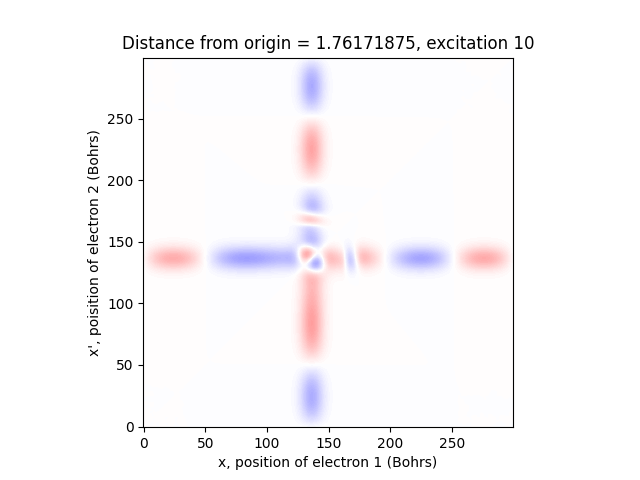 Distance from origin = 1.76171875, excitation 10
250
200
150
100
50
0
x', poisition of electron 2 (Bohrs)
0 50 100 150 200 250
x, position of electron 1 (Bohrs)